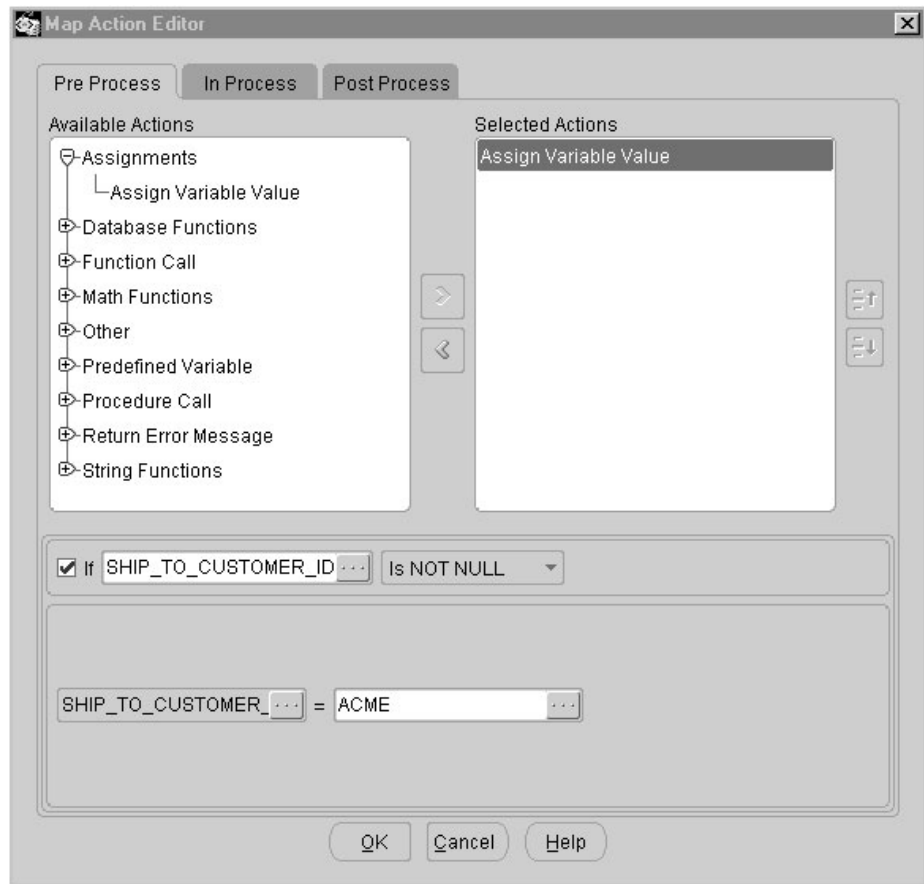 Map Action Editor
Pre Process
In Process
Post Process
Available Actions
Selected Actions
Assignments
Assign Variable Value
Database Functions
Function Call
Math Functions
Other
Predefined Variable
Procedure Call
Return Error Message
String Functions
Assign Variable Value
If SHIP_TO_CUSTOMER_ID ... Is NOT NULL
SHIP_TO_CUSTOMER_ ... = ACME ...
OK
Cancel
Help